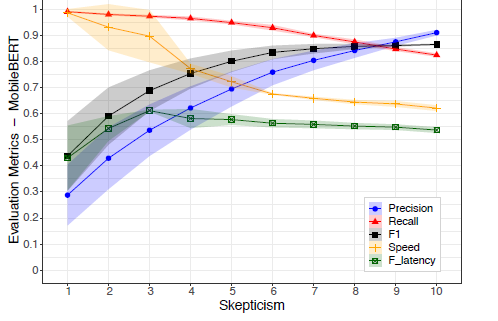 Evaluation Metrics − MobileBERT
1
0.9
0.8
0.7
0.6
0.5
0.4
0.3
0.2
0.1
0
1 2 3 4 5 6 7 8 9 10
Skepticism
Precision
Recall
F1
Speed
F_latency